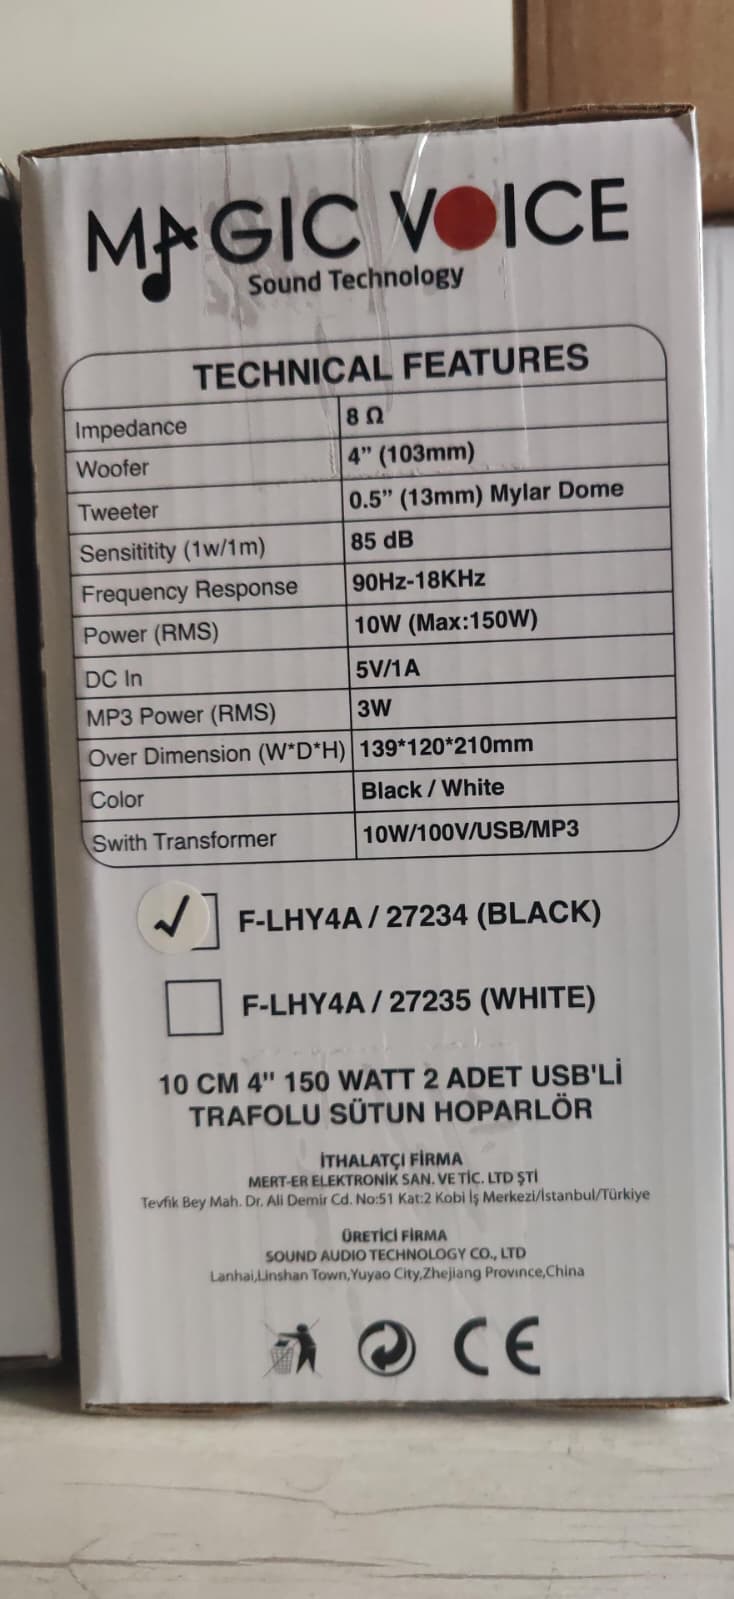 MAGIC VOICE
Sound Technology
TECHNICAL FEATURES
Impedance 8 Ω
Woofer 4” (103mm)
Tweeter 0.5” (13mm) Mylar Dome
Sensititity (1w/1m) 85 dB
Frequency Response 90Hz-18KHz
Power (RMS) 10W (Max:150W)
DC In 5V/1A
MP3 Power (RMS) 3W
Over Dimension (W*D*H) 139*120*210mm
Color Black / White
Swith Transformer 10W/100V/USB/MP3
F-LHY4A / 27234 (BLACK)
F-LHY4A / 27235 (WHITE)
10 CM 4" 150 WATT 2 ADET USB'Lİ
TRAFOLU SÜTUN HOPARLÖR
İTHALATÇI FİRMA
MERT-ER ELEKTRONİK SAN. VE TİC. LTD ŞTİ
Tevfik Bey Mah. Dr. Ali Demir Cd. No:51 Kat:2 Kobi İş Merkezi/İstanbul/Türkiye
ÜRETİCİ FİRMA
SOUND AUDIO TECHNOLOGY CO., LTD
Lanhai,Linshan Town,Yuyao City,Zhejiang Province,China
CE